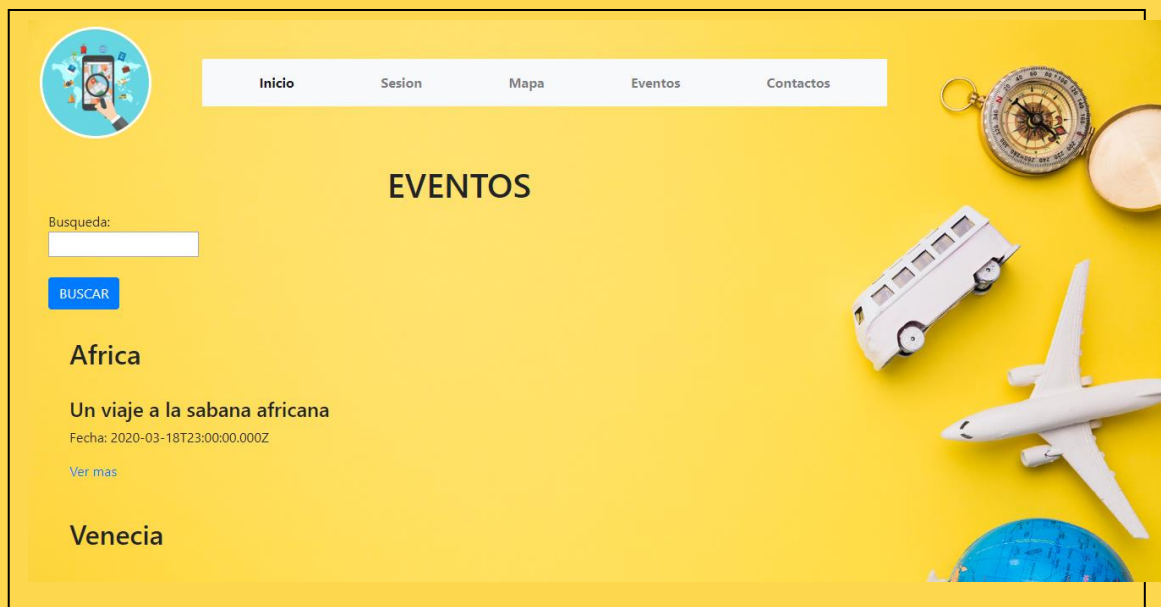 Inicio Sesion Mapa Eventos Contactos
EVENTOS
Busqueda:
BUSCAR
Africa
Un viaje a la sabana africana
Fecha: 2020-03-18T23:00:00.000Z
Ver mas
Venecia